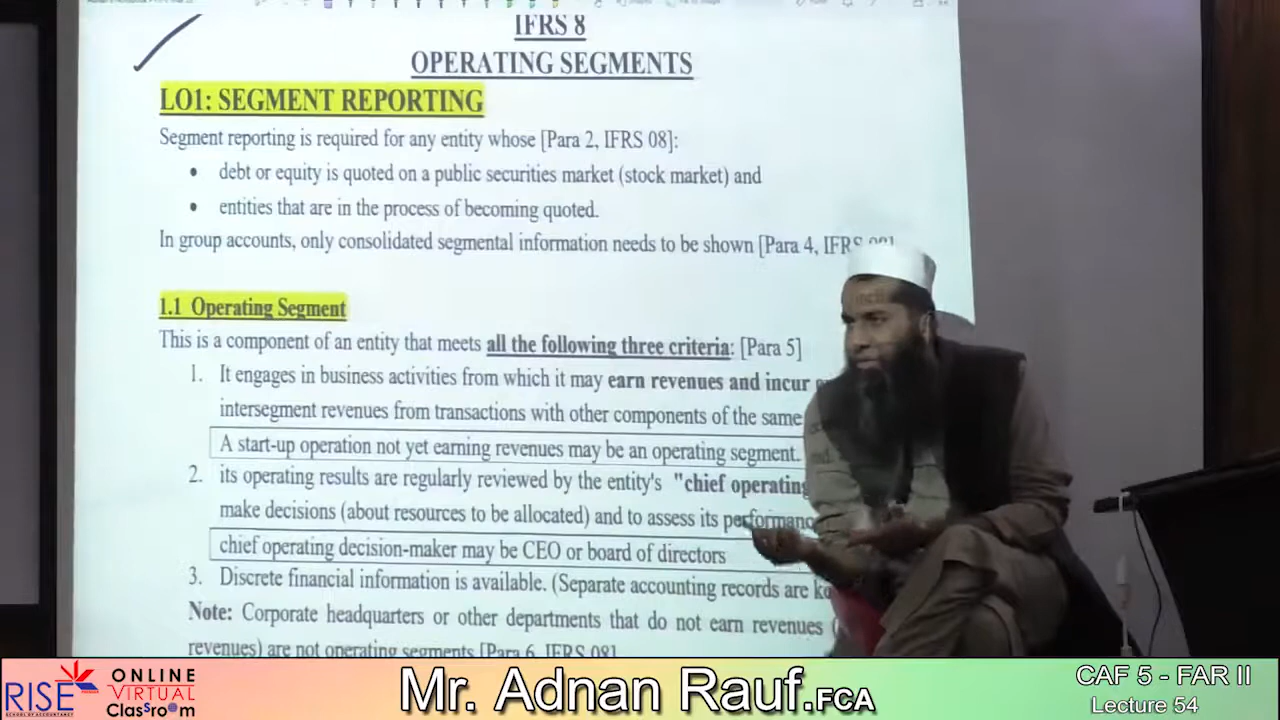 IFRS 8
OPERATING SEGMENTS
LO1: SEGMENT REPORTING
Segment reporting is required for any entity whose [Para 2, IFRS 08]:
• debt or equity is quoted on a public securities market (stock market) and
• entities that are in the process of becoming quoted.
In group accounts, only consolidated segmental information needs to be shown [Para 4, IFRS
1.1 Operating Segment
This is a component of an entity that meets all the following three criteria: [Para 5]
1. It engages in business activities from which it may earn revenues and incur
intersegment revenues from transactions with other components of the same
A start-up operation not yet earning revenues may be an operating segment.
2. its operating results are regularly reviewed by the entity's "chief operating
make decisions (about resources to be allocated) and to assess its performanc
chief operating decision-maker may be CEO or board of directors
3. Discrete financial information is available. (Separate accounting records are
Note: Corporate headquarters or other departments that do not earn revenues (
revenues) are not operating segments [Para 6, IFRS 08]
RISE
SCHOOL OF ACCOUNTANCY
ONLINE
VIRTUAL
Classroom
Mr. Adnan Rauf.FCA
CAF 5 - FAR II
Lecture 54